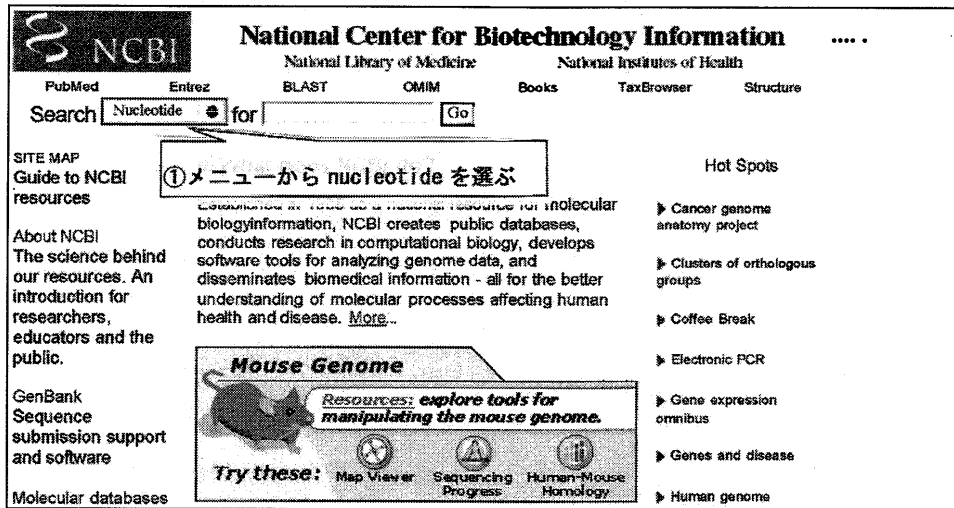 NCBI
National Center for Biotechnology Information .....
National Library of Medicine National Institutes of Health
PubMed Entrez BLAST OMIM Books TaxBrowser Structure
Search Nucleotide for Go
①メニューから nucleotide を選ぶ
SITE MAP
Guide to NCBI
resources
About NCBI
The science behind
our resources. An
introduction for
researchers,
educators and the
public.
GenBank
Sequence
submission support
and software
Molecular databases
Established in as a national resource for molecular
biologyinformation, NCBI creates public databases,
conducts research in computational biology, develops
software tools for analyzing genome data, and
disseminates biomedical information - all for the better
understanding of molecular processes affecting human
health and disease. More...
Mouse Genome
Resources: explore tools for
manipulating the mouse genome.
Try these:
Map Viewer
Sequencing
Progress
Human-Mouse
Homology
Hot Spots
Cancer genome
anatomy project
Clusters of orthologous
groups
Coffee Break
Electronic PCR
Gene expression
omnibus
Genes and disease
Human genome